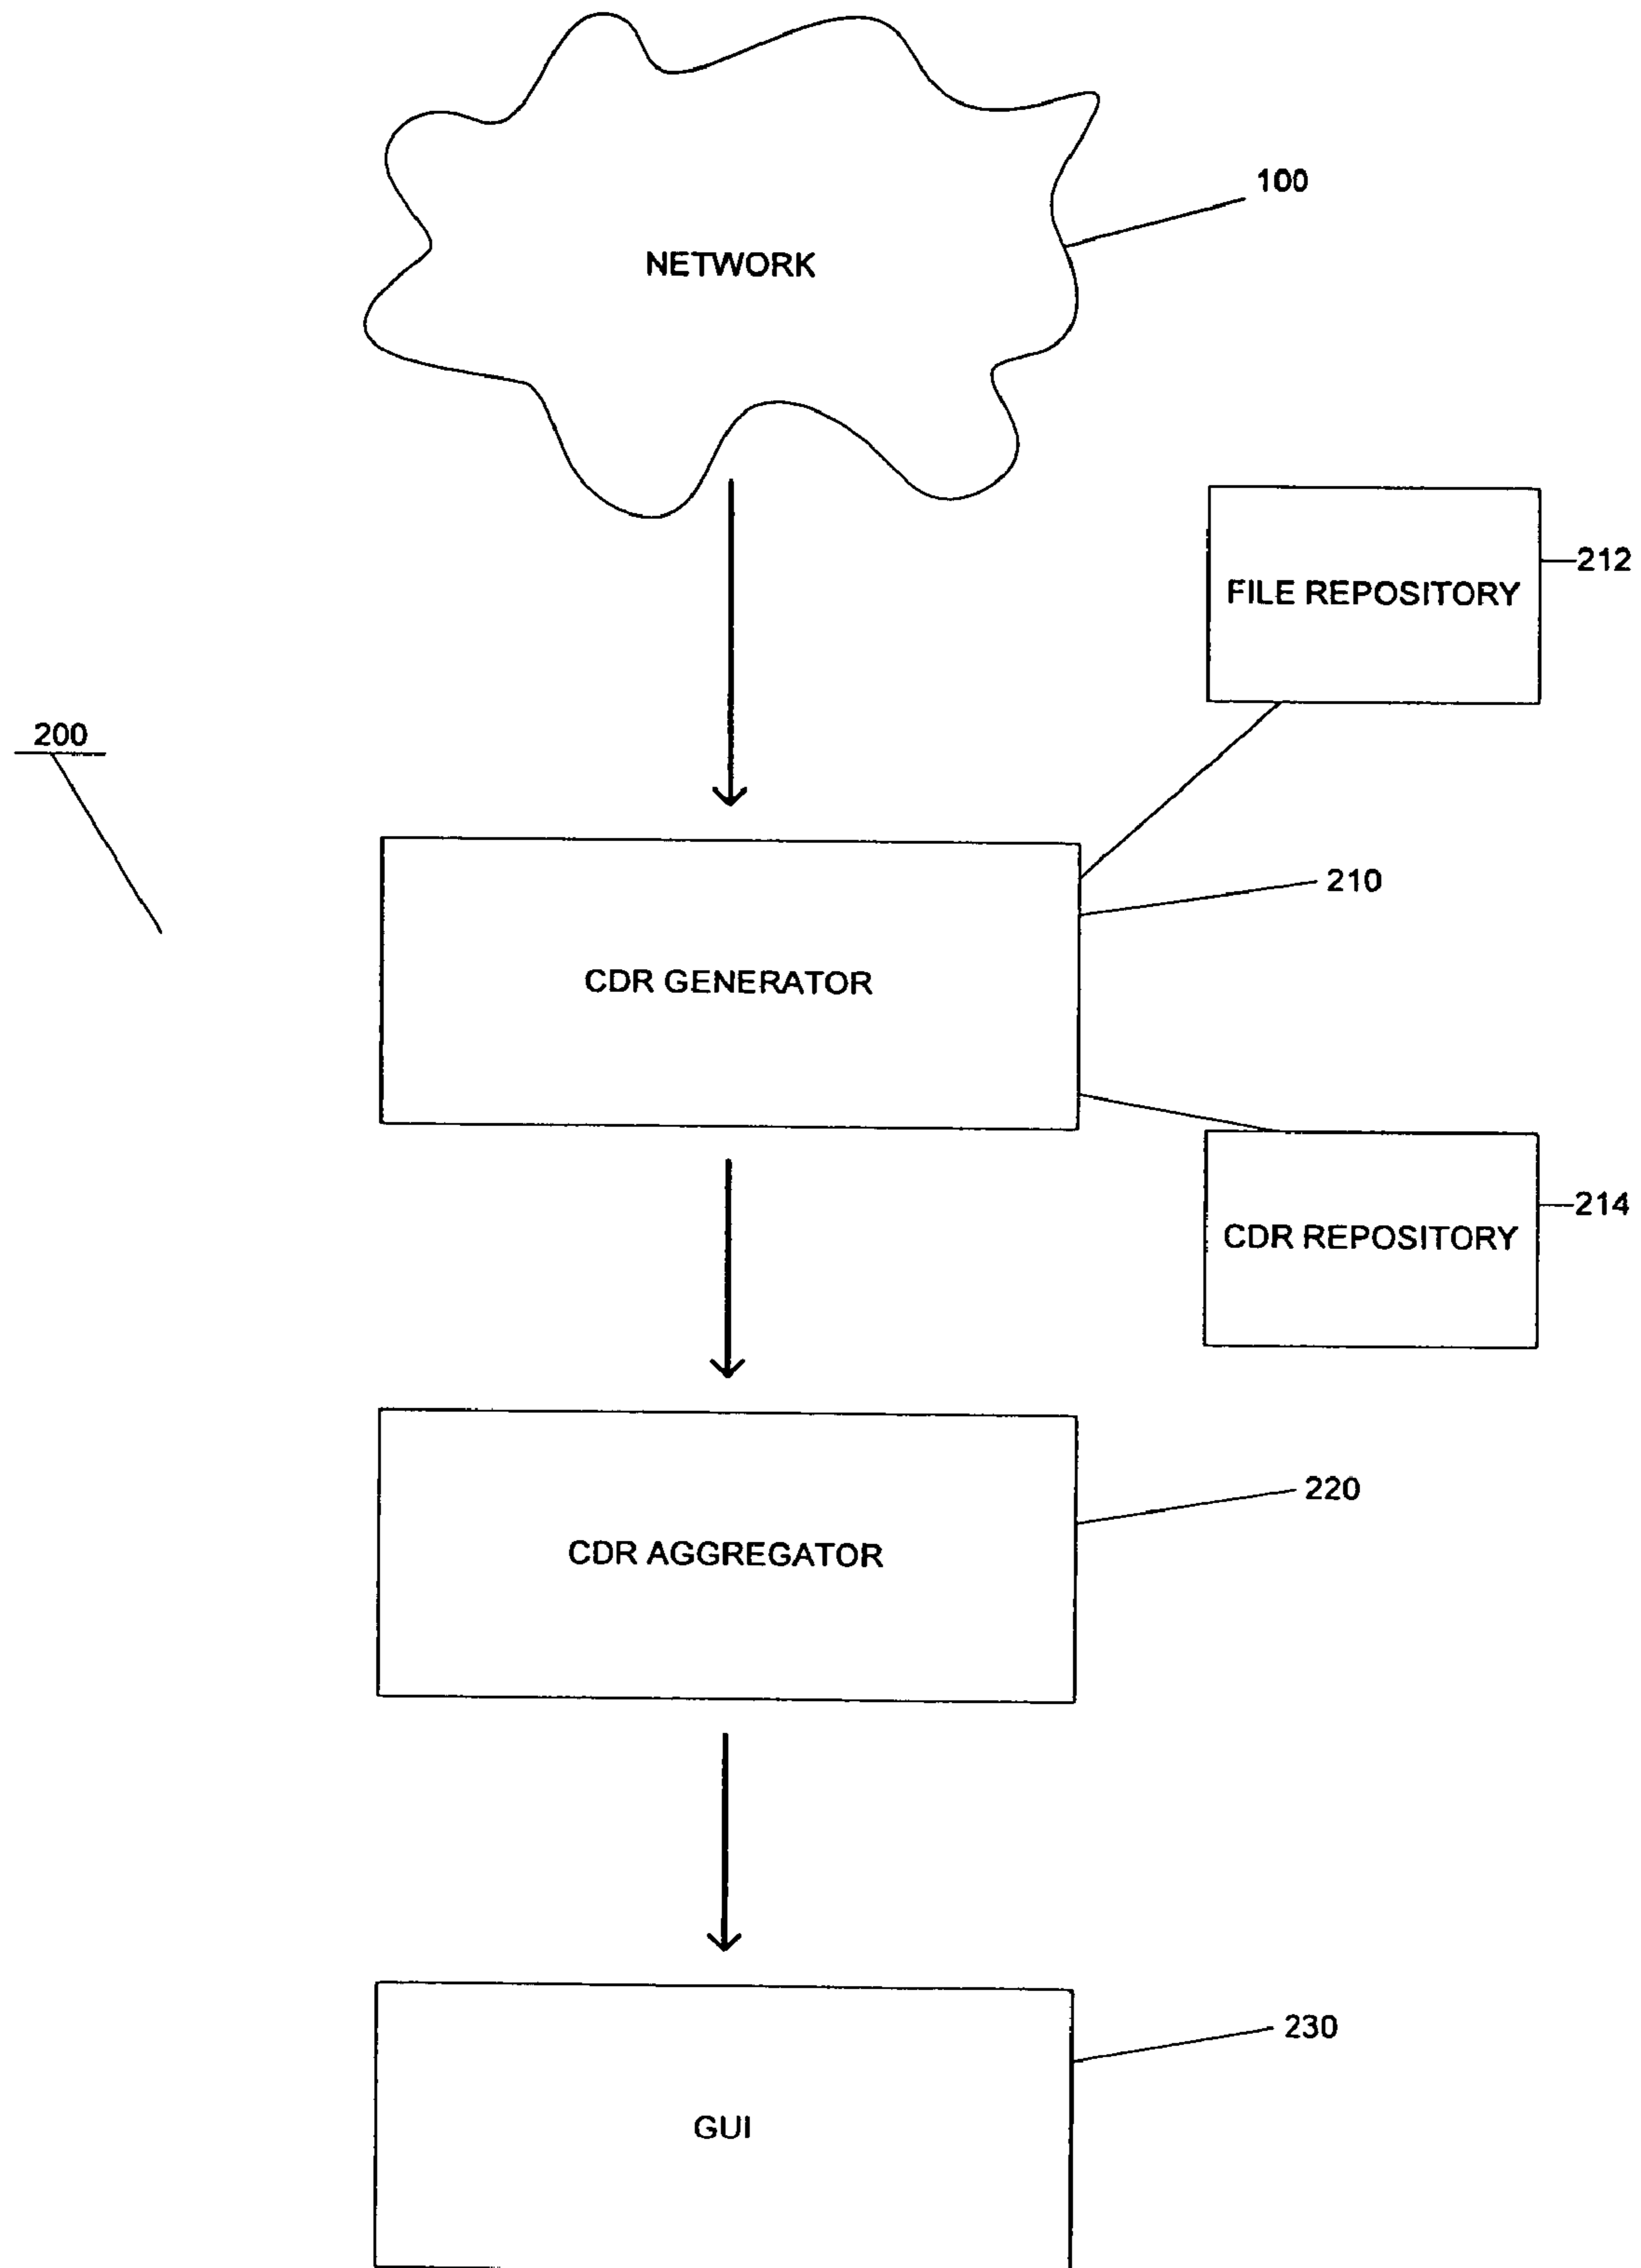 100
NETWORK
212
FILE REPOSITORY
200
210
CDR GENERATOR
214
CDR REPOSITORY
220
CDR AGGREGATOR
230
GUI